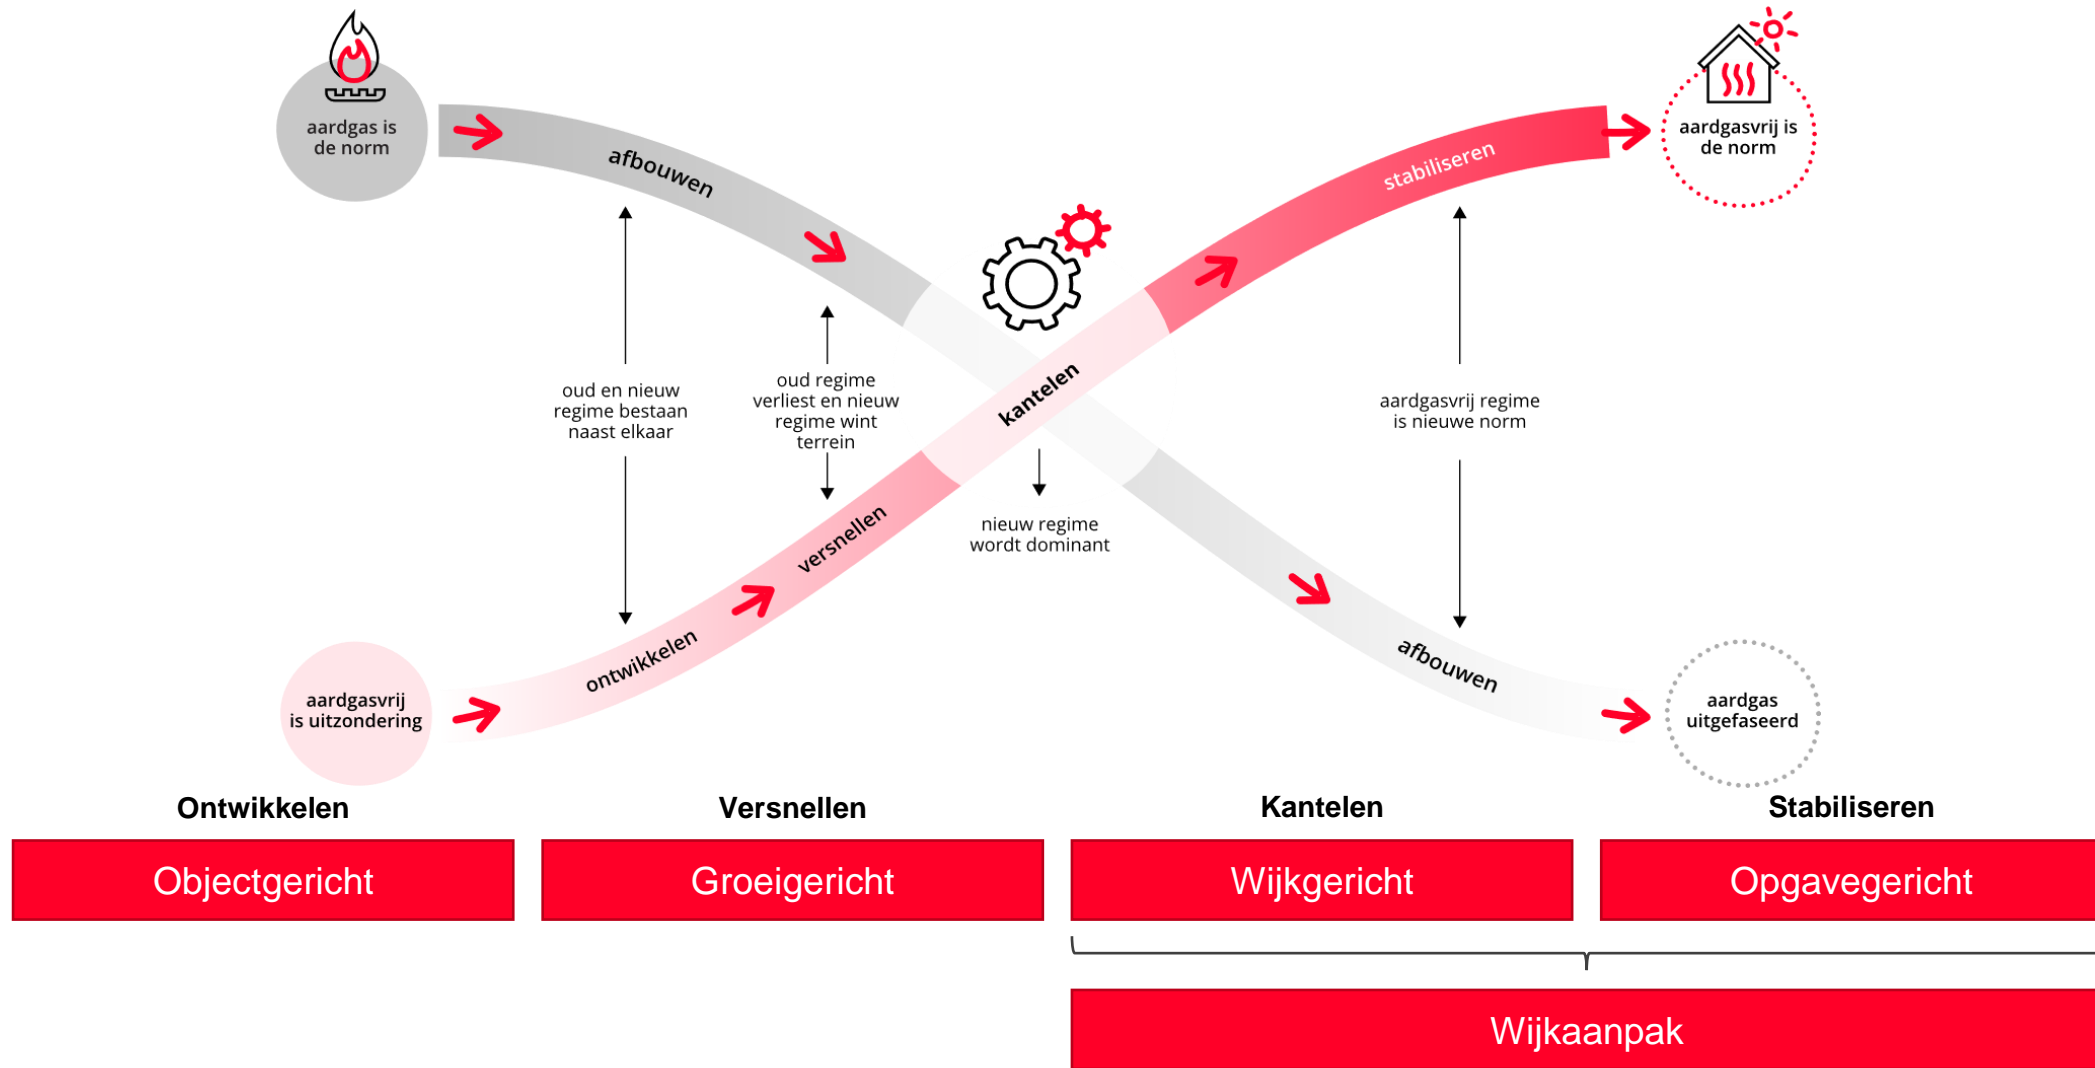 aardgas is
de norm
afbouwen
stabiliseren
aardgasvrij is
de norm
oud en nieuw
regime bestaan
naast elkaar
oud regime
verliest en nieuw
regime wint
terrein
kantelen
aardgasvrij regime
is nieuwe norm
nieuw regime
wordt dominant
versnellen
ontwikkelen
afbouwen
aardgasvrij
is uitzondering
aardgas
uitgefaseerd
Ontwikkelen
Versnellen
Kantelen
Stabiliseren
Objectgericht
Groeigericht
Wijkgericht
Opgavegericht
Wijkaanpak